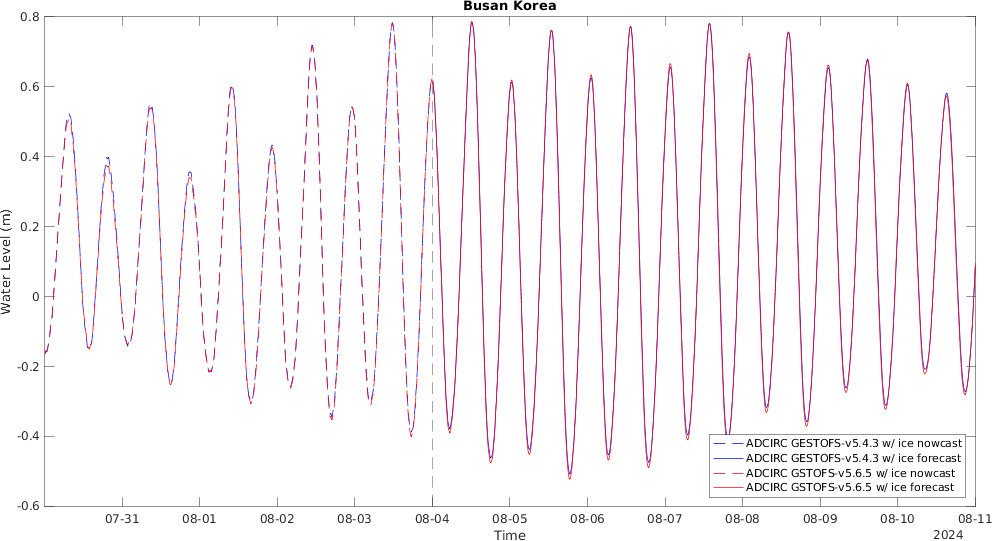 Busan Korea
Water Level (m)
0.8
0.6
0.4
0.2
0
-0.2
-0.4
-0.6
ADCIRC GESTOFS-v5.4.3 w/ ice nowcast
ADCIRC GESTOFS-v5.4.3 w/ ice forecast
ADCIRC GSTOFS-v5.6.5 w/ ice nowcast
ADCIRC GSTOFS-v5.6.5 w/ ice forecast
07-31 08-01 08-02 08-03 08-04 08-05 08-06 08-07 08-08 08-09 08-10 08-11
Time
2024